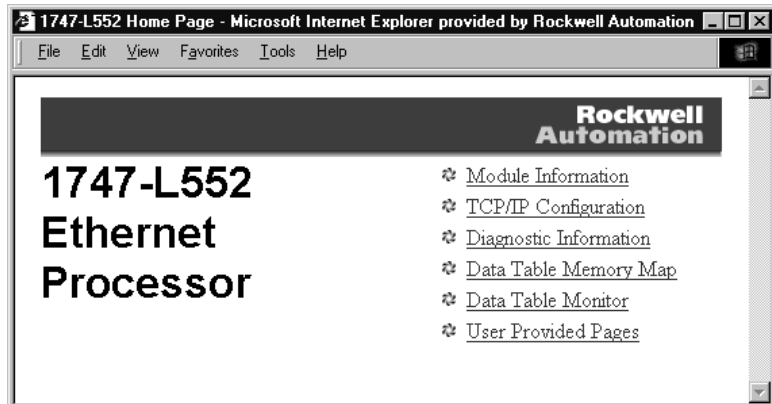 1747-L552 Home Page - Microsoft Internet Explorer provided by Rockwell Automation
File Edit View Favorites Tools Help
Rockwell
Automation
1747-L552
Ethernet
Processor
Module Information
TCP/IP Configuration
Diagnostic Information
Data Table Memory Map
Data Table Monitor
User Provided Pages